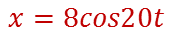 x = 8cos20t